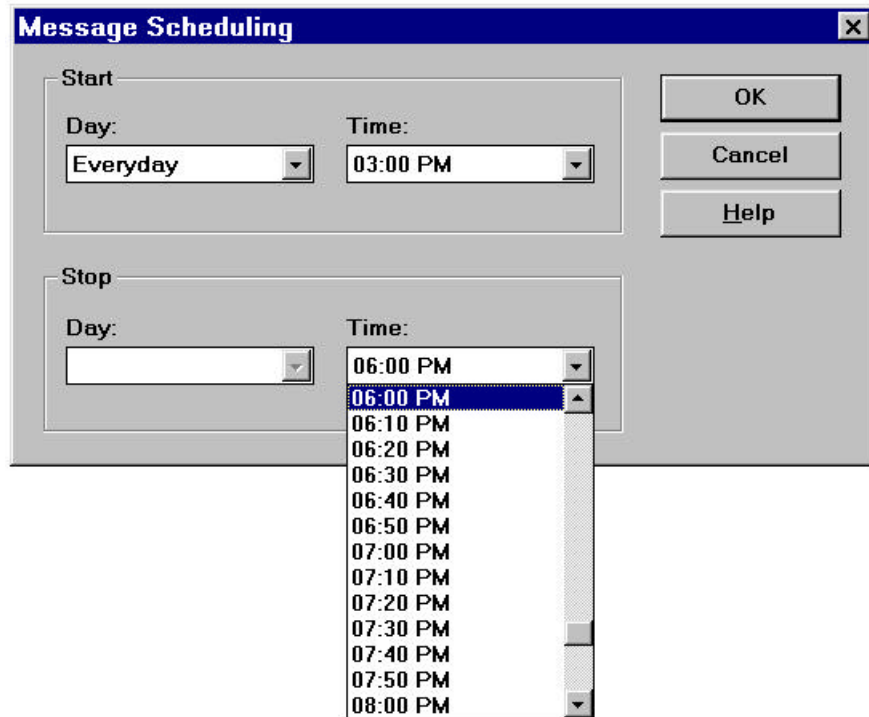 Message Scheduling
Start
Day:
Time:
Everyday
03:00 PM
OK
Cancel
Help
Stop
Day:
Time:
06:00 PM
06:00 PM
06:10 PM
06:20 PM
06:30 PM
06:40 PM
06:50 PM
07:00 PM
07:10 PM
07:20 PM
07:30 PM
07:40 PM
07:50 PM
08:00 PM